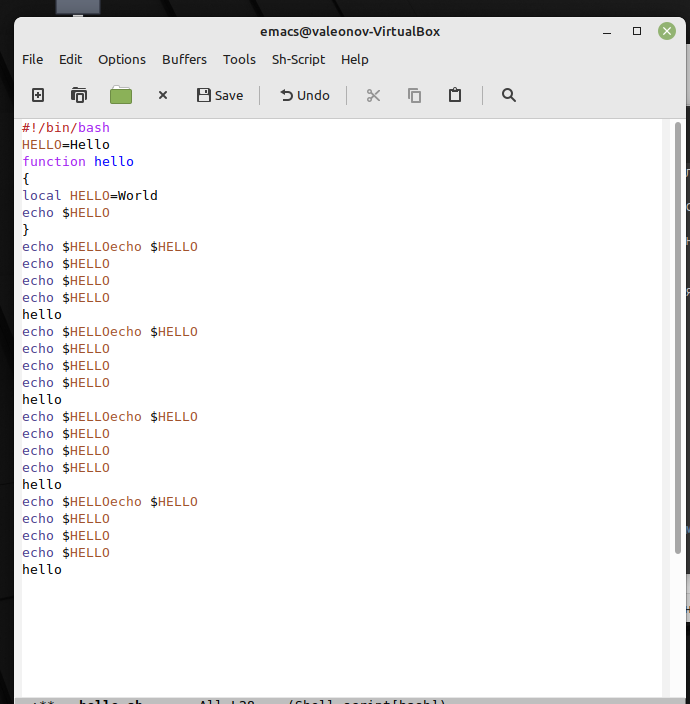 emacs@valeonov-VirtualBox
File Edit Options Buffers Tools Sh-Script Help
Save Undo
#!/bin/bash
HELLO=Hello
function hello
{
local HELLO=World
echo $HELLO
}
echo $HELLOecho $HELLO
echo $HELLO
echo $HELLO
echo $HELLO
hello
echo $HELLOecho $HELLO
echo $HELLO
echo $HELLO
echo $HELLO
hello
echo $HELLOecho $HELLO
echo $HELLO
echo $HELLO
echo $HELLO
hello
echo $HELLOecho $HELLO
echo $HELLO
echo $HELLO
echo $HELLO
hello